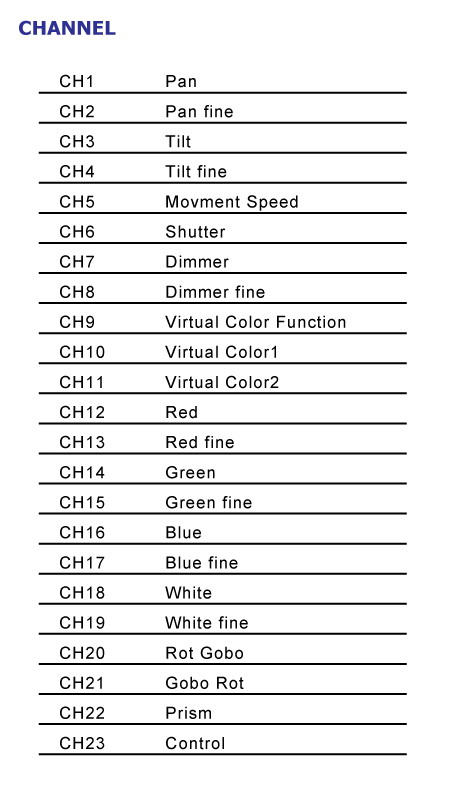 CHANNEL
CH1 Pan
CH2 Pan fine
CH3 Tilt
CH4 Tilt fine
CH5 Movment Speed
CH6 Shutter
CH7 Dimmer
CH8 Dimmer fine
CH9 Virtual Color Function
CH10 Virtual Color1
CH11 Virtual Color2
CH12 Red
CH13 Red fine
CH14 Green
CH15 Green fine
CH16 Blue
CH17 Blue fine
CH18 White
CH19 White fine
CH20 Rot Gobo
CH21 Gobo Rot
CH22 Prism
CH23 Control